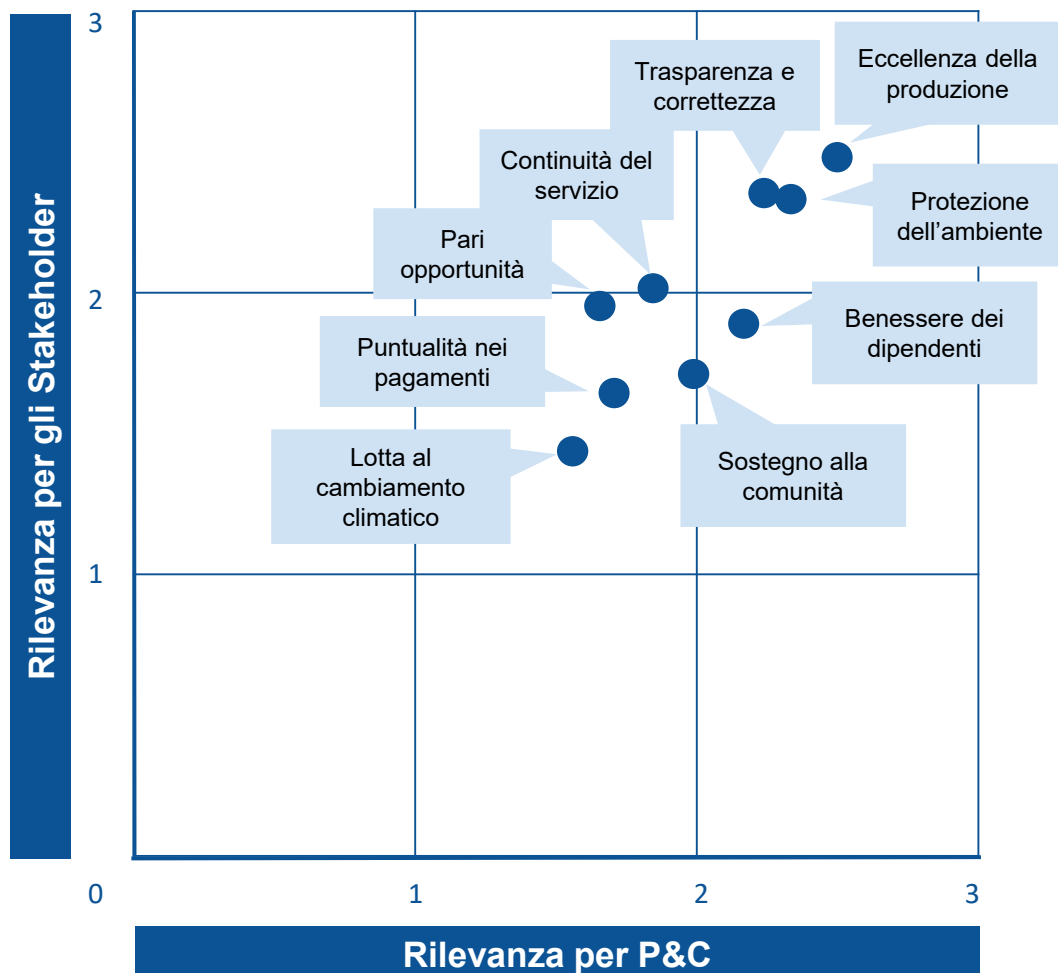 3
Eccellenza della
produzione
Trasparenza e
correttezza
Continuità del
servizio
Protezione
dell’ambiente
Pari
opportunità
2
Benessere dei
dipendenti
Puntualità nei
pagamenti
Lotta al
cambiamento
climatico
Sostegno alla
comunità
1
Rilevanza per gli Stakeholder
0
1
2
3
Rilevanza per P&C